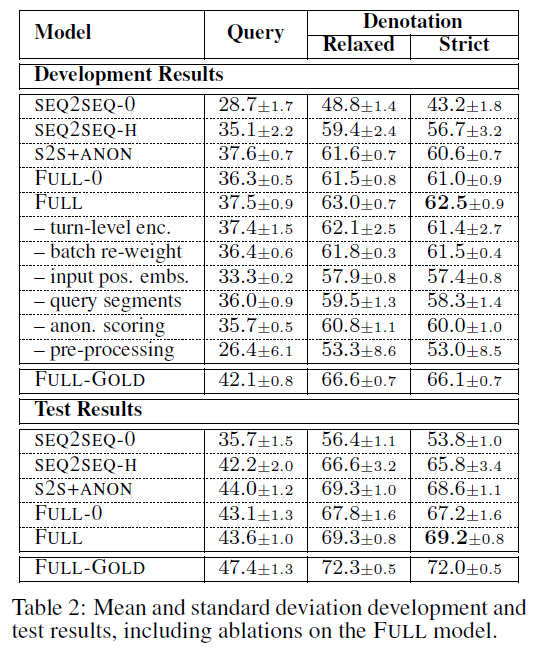 Model Query Denotation
Relaxed Strict
Development Results
SEQ2SEQ-0 28.7±1.7 48.8±1.4 43.2±1.8
SEQ2SEQ-H 35.1±2.2 59.4±2.4 56.7±3.2
S2S+ANON 37.6±0.7 61.6±0.7 60.6±0.7
FULL-0 36.3±0.5 61.5±0.8 61.0±0.9
FULL 37.5±0.9 63.0±0.7 62.5±0.9
– turn-level enc. 37.4±1.5 62.1±2.5 61.4±2.7
– batch re-weight 36.4±0.6 61.8±0.3 61.5±0.4
– input pos. embs. 33.3±0.2 57.9±0.8 57.4±0.8
– query segments 36.0±0.9 59.5±1.3 58.3±1.4
– anon. scoring 35.7±0.5 60.8±1.1 60.0±1.0
– pre-processing 26.4±6.1 53.3±8.6 53.0±8.5
FULL-GOLD 42.1±0.8 66.6±0.7 66.1±0.7
Test Results
SEQ2SEQ-0 35.7±1.5 56.4±1.1 53.8±1.0
SEQ2SEQ-H 42.2±2.0 66.6±3.2 65.8±3.4
S2S+ANON 44.0±1.2 69.3±1.0 68.6±1.1
FULL-0 43.1±1.3 67.8±1.6 67.2±1.6
FULL 43.6±1.0 69.3±0.8 69.2±0.8
FULL-GOLD 47.4±1.3 72.3±0.5 72.0±0.5
Table 2: Mean and standard deviation development and
test results, including ablations on the FULL model.